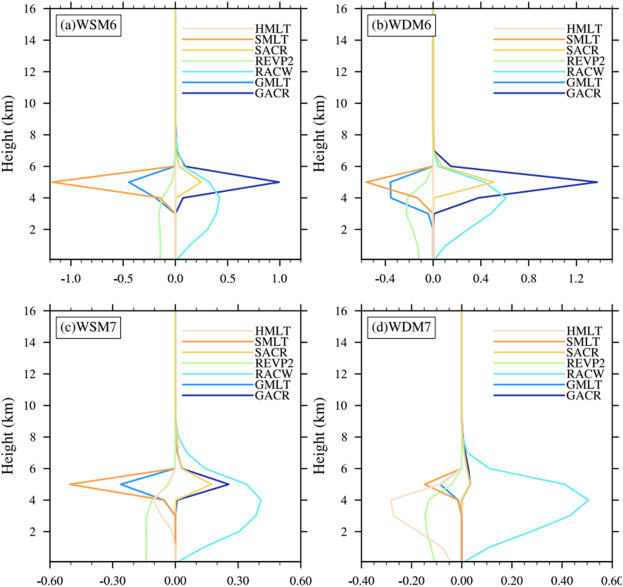 16
14
12
10
8
6
4
2
Height (km)
(a)WSM6
HMLT
SMLT
SACR
REVP2
RACW
GMLT
GACR
-1.0 -0.5 0.0 0.5 1.0
16
14
12
10
8
6
4
2
Height (km)
(b)WDM6
HMLT
SMLT
SACR
REVP2
RACW
GMLT
GACR
-0.4 0.0 0.4 0.8 1.2
16
14
12
10
8
6
4
2
Height (km)
(c)WSM7
HMLT
SMLT
SACR
REVP2
RACW
GMLT
GACR
-0.60 -0.30 0.00 0.30 0.60
16
14
12
10
8
6
4
2
Height (km)
(d)WDM7
HMLT
SMLT
SACR
REVP2
RACW
GMLT
GACR
-0.40 -0.20 0.00 0.20 0.40 0.60